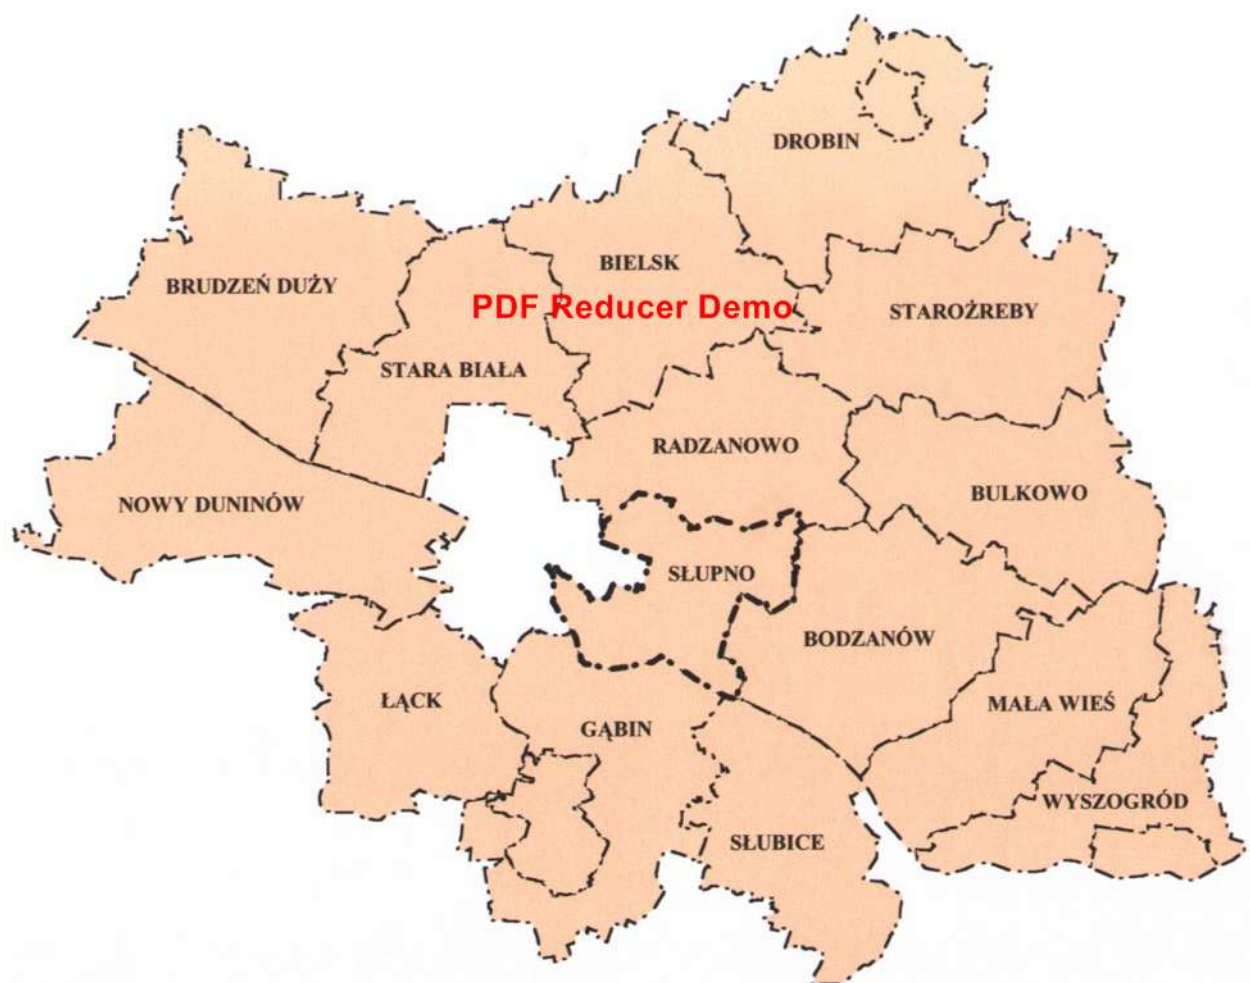 DROBIN
BIELSK
BRUDZEŃ DUŻY
PDF Reducer Demo
STAROŹREBY
STARA BIAŁA
RADZANOWO
BULKOWO
NOWY DUNINÓW
SŁUPNO
BODZANÓW
ŁĄCK
MAŁA WIEŚ
GĄBIN
WYSZOGRÓD
SŁUBICE